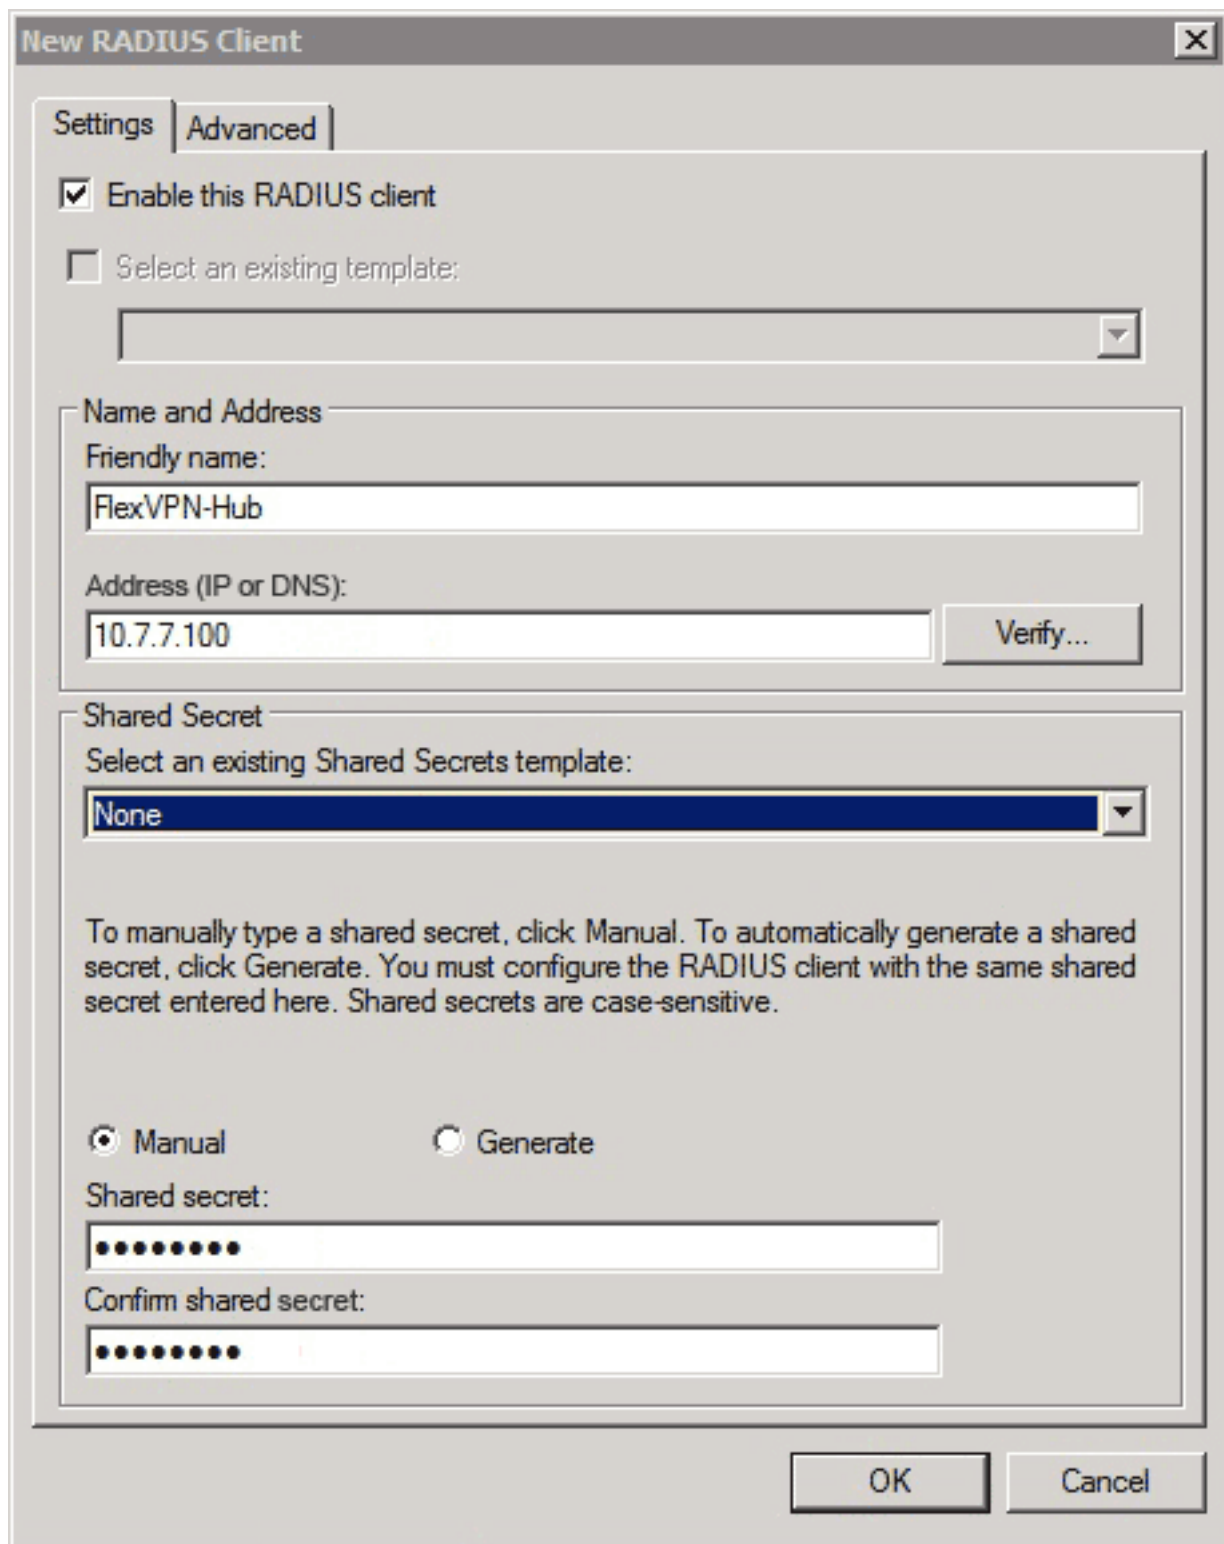 New RADIUS Client
Settings
Advanced
Enable this RADIUS client
Select an existing template:
Name and Address
Friendly name:
FlexVPN-Hub
Address (IP or DNS):
10.7.7.100
Verify...
Shared Secret
Select an existing Shared Secrets template:
None
To manually type a shared secret, click Manual. To automatically generate a shared
secret, click Generate. You must configure the RADIUS client with the same shared
secret entered here. Shared secrets are case-sensitive.
Manual
Generate
Shared secret:
••••••••
Confirm shared secret:
••••••••
OK
Cancel